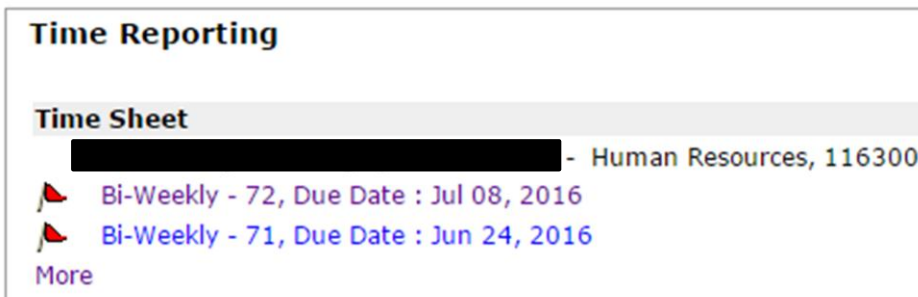 Time Reporting
Time Sheet
- Human Resources, 116300
Bi-Weekly - 72, Due Date : Jul 08, 2016
Bi-Weekly - 71, Due Date : Jun 24, 2016
More